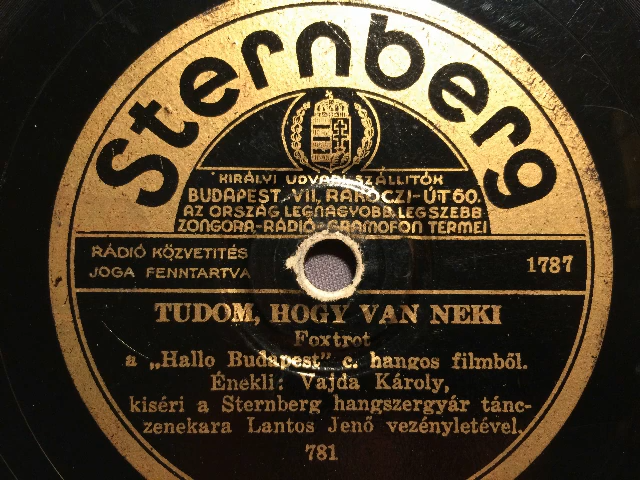 Sternberg
KIRÁLYI UDVARI SZÁLLITÓK
BUDAPEST.-VII, RÁKÓCZI-ÚT 60.
AZ ORSZÁG LEGNAGYOBB, LEGSZEBB
ZONGORA-RÁDIÓ-GRAMOFON TERMEI
RÁDIÓ KÖZVETITÉS
JOGA FENNTARTVA
1787
TUDOM, HOGY VAN NEKI
Foxtrot
a „Hallo Budapest" c. hangos filmből.
Énekli: Vajda Károly,
kiséri a Sternberg hangszergyár tánc-
zenekara Lantos Jenő vezényletével.
781